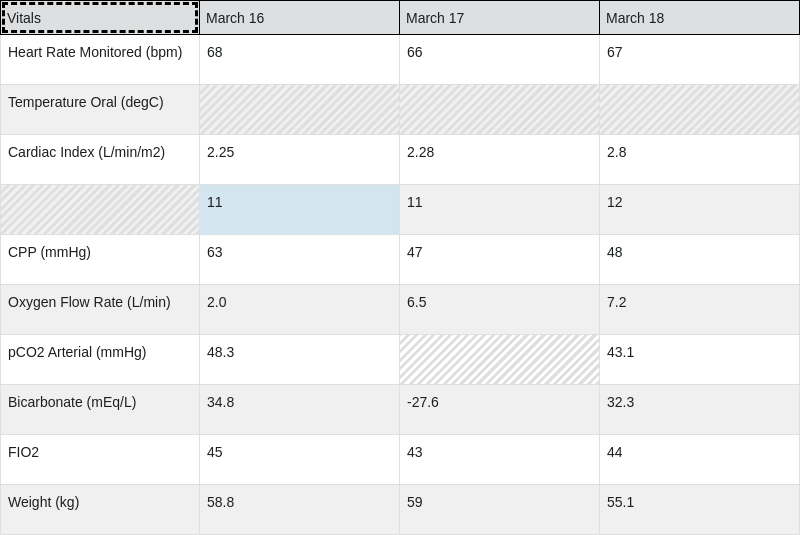 Vitals March 16 March 17 March 18
Heart Rate Monitored (bpm) 68 66 67
Temperature Oral (degC)
Cardiac Index (L/min/m2) 2.25 2.28 2.8
11 11 12
CPP (mmHg) 63 47 48
Oxygen Flow Rate (L/min) 2.0 6.5 7.2
pCO2 Arterial (mmHg) 48.3 43.1
Bicarbonate (mEq/L) 34.8 -27.6 32.3
FIO2 45 43 44
Weight (kg) 58.8 59 55.1